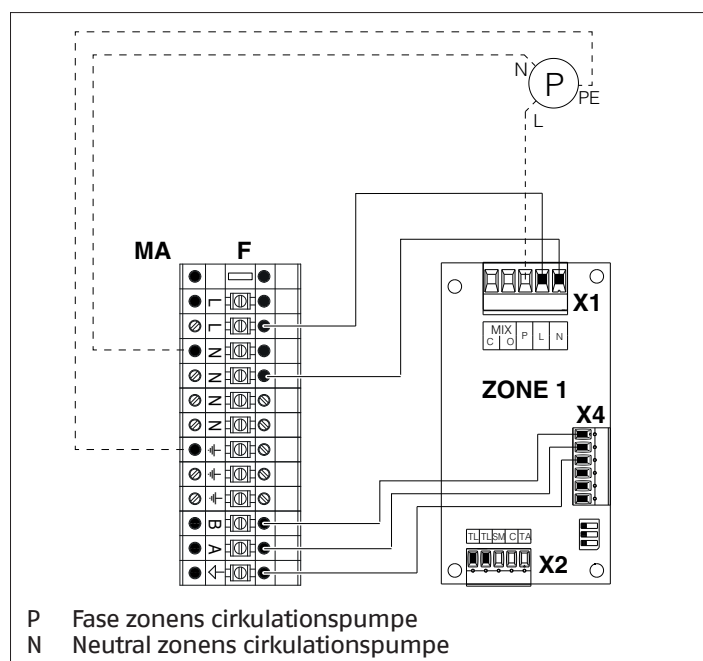 N
P
PE
L
MA F
L
L
N
N
N
N
B
A
X1
MIX
C O P L N
ZONE 1
X4
TL TL SM C TA
X2
P Fase zonens cirkulationspumpe
N Neutral zonens cirkulationspumpe